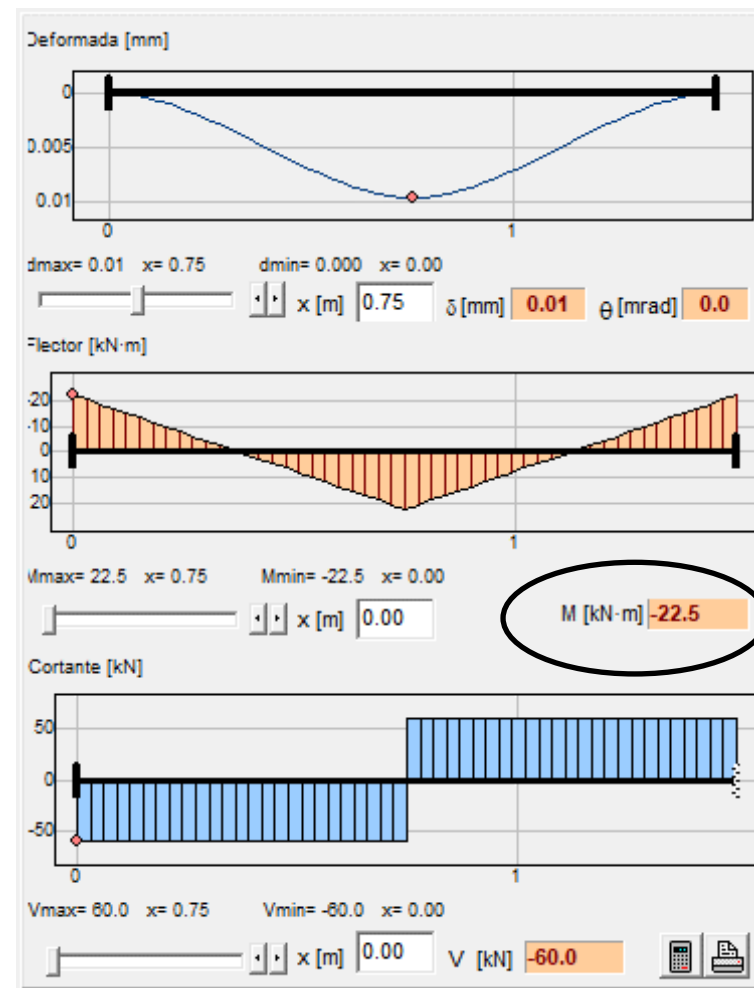 Deformada [mm]
0
0.005
0.01
0 1
dmax= 0.01 x= 0.75 dmin= 0.000 x= 0.00
x [m] 0.75 δ [mm] 0.01 θ [mrad] 0.0
Flector [kN·m]
-20
-10
0
10
20
0 1
Mmax= 22.5 x= 0.75 Mmin= -22.5 x= 0.00
x [m] 0.00 M [kN·m] -22.5
Cortante [kN]
50
0
-50
0 1
Vmax= 60.0 x= 0.75 Vmin= -60.0 x= 0.00
x [m] 0.00 V [kN] -60.0